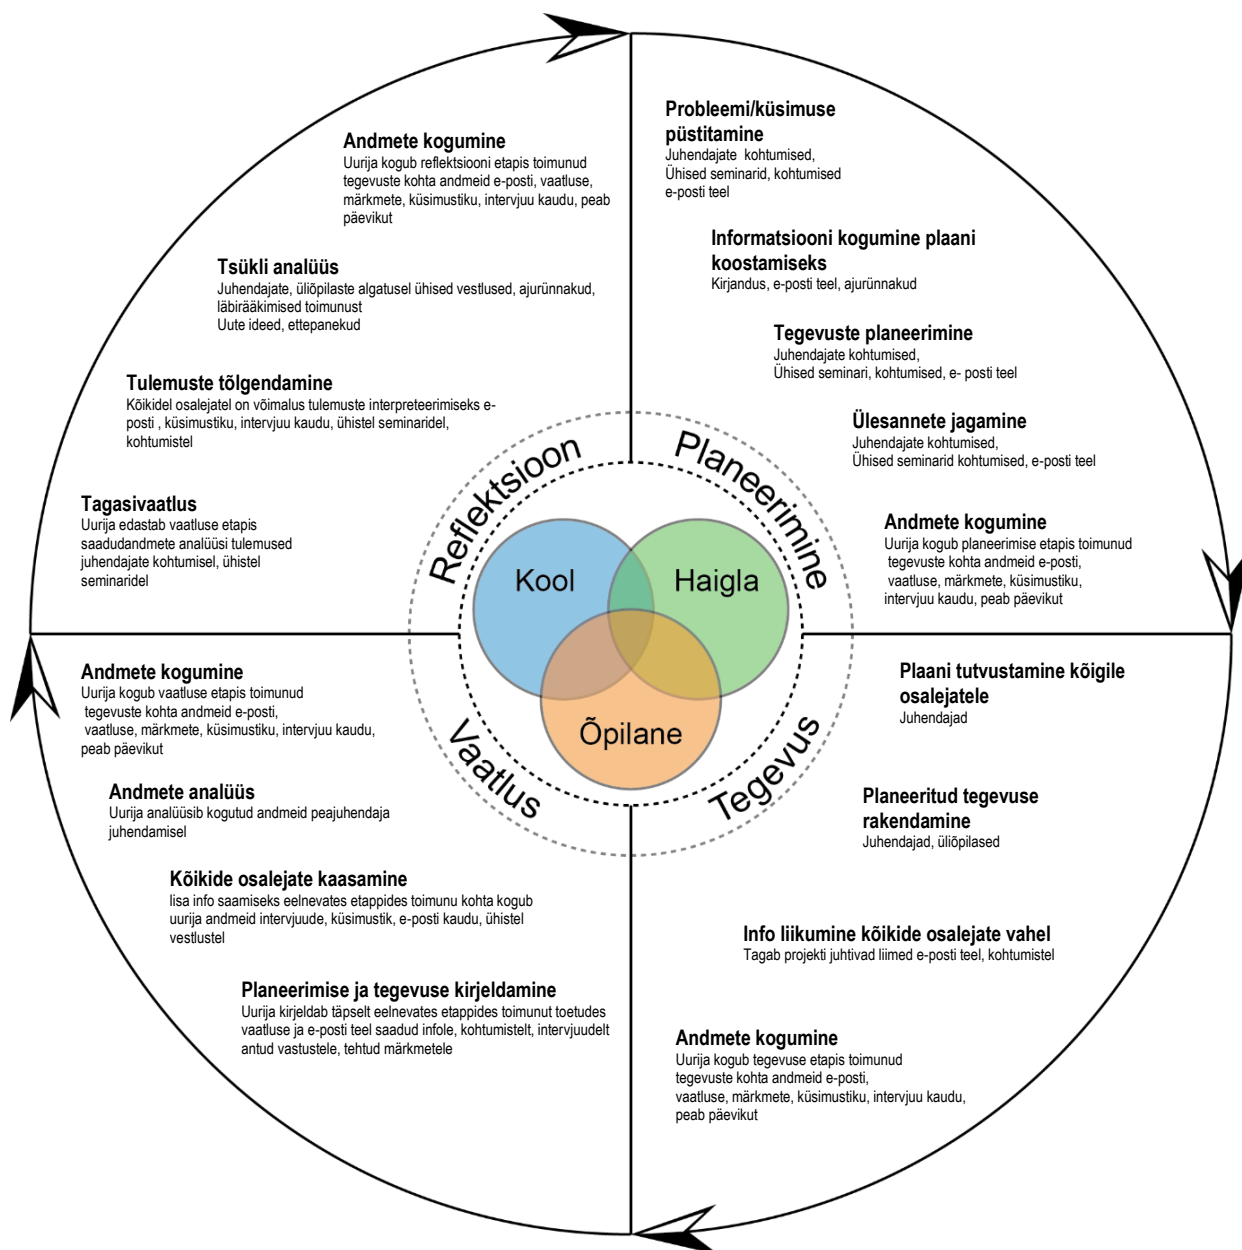 Probleemi/küsimuse
püstitamine
Juhendajate  kohtumised,
Ühised seminarid, kohtumised
e-posti teel
Informatsiooni kogumine plaani
koostamiseks
Kirjandus, e-posti teel, ajurünnakud
Tegevuste planeerimine
Juhendajate kohtumised,
Ühised seminari, kohtumised, e- posti teel
Ülesannete jagamine
Juhendajate kohtumised,
Ühised seminarid kohtumised, e-posti teel
Andmete kogumine
Uurija kogub planeerimise etapis toimunud
tegevuste kohta andmeid e-posti,
vaatluse, märkmete, küsimustiku,
intervjuu kaudu, peab päevikut
Plaani tutvustamine kõigile
osalejatele
Juhendajad
Planeeritud tegevuse
rakendamine
Juhendajad, üliõpilased
Info liikumine kõikide osalejate vahel
Tagab projekti juhtivad liimed e-posti teel, kohtumistel
Andmete kogumine
Uurija kogub tegevuse etapis toimunud
tegevuste kohta andmeid e-posti,
vaatluse, märkmete, küsimustiku, intervjuu kaudu,
peab päevikut
Andmete kogumine
Uurija kogub vaatluse etapis toimunud
tegevuste kohta andmeid e-posti,
vaatluse, märkmete, küsimustiku, intervjuu kaudu,
peab päevikut
Andmete analüüs
Uurija analüüsib kogutud andmeid peajuhendaja
juhendamisel
Kõikide osalejate kaasamine
lisa info saamiseks eelnevates etappides toimunu kohta kogub
uurija andmeid intervjuude, küsimustik, e-posti kaudu, ühistel
vestlustel
Planeerimise ja tegevuse kirjeldamine
Uurija kirjeldab täpselt eelnevates etappides toimunut toetudes
vaatluse ja e-posti teel saadud infole, kohtumistelt, intervjuudelt
antud vastustele, tehtud märkmetele
Andmete kogumine
Uurija kogub reflektsiooni etapis toimunud
tegevuste kohta andmeid e-posti, vaatluse,
märkmete, küsimustiku, intervjuu kaudu, peab
päevikut
Tsükli analüüs
Juhendajate, üliõpilaste algatusel ühised vestlused, ajurünnakud,
läbirääkimised toimunust
Uute ideed, ettepanekud
Tulemuste tõlgendamine
Kõikidel osalejatel on võimalus tulemuste interpreteerimiseks e-
posti , küsimustiku, intervjuu kaudu, ühistel seminaridel,
kohtumistel
Tagasivaatlus
Uurija edastab vaatluse etapis
saadudandmete analüüsi tulemused
juhendajate kohtumisel, ühistel
seminaridel
Reflektsioon
Planeerimine
Vaatlus
Tegevus
Kool
Haigla
Õpilane